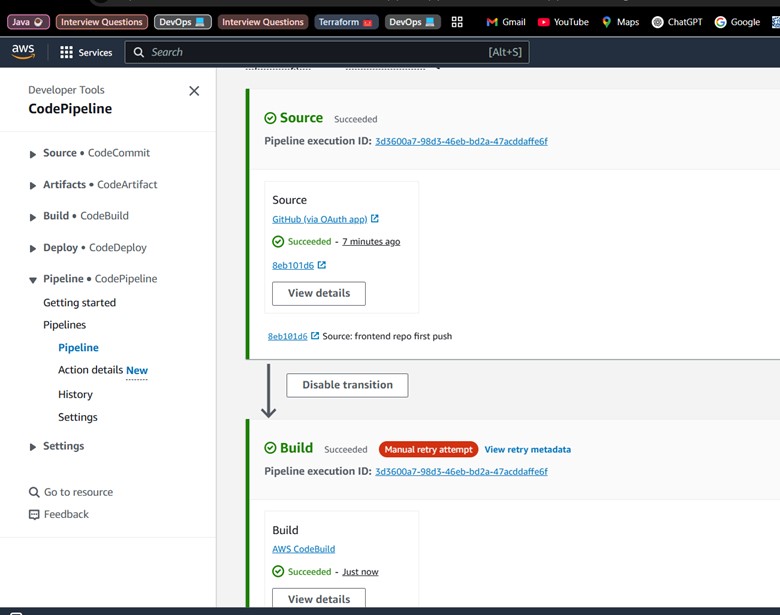 Java Interview Questions DevOps Interview Questions Terraform DevOps Gmail YouTube Maps ChatGPT Google
aws Services Search [Alt+S]
Developer Tools
CodePipeline
Source • CodeCommit
Artifacts • CodeArtifact
Build • CodeBuild
Deploy • CodeDeploy
Pipeline • CodePipeline
Getting started
Pipelines
Pipeline
Action details New
History
Settings
Settings
Go to resource
Feedback
Source Succeeded
Pipeline execution ID: 3d3600a7-98d3-46eb-bd2a-47acddaffe6f
Source
GitHub (via OAuth app)
Succeeded - 7 minutes ago
8eb101d6
View details
8eb101d6 Source: frontend repo first push
Disable transition
Build Succeeded Manual retry attempt View retry metadata
Pipeline execution ID: 3d3600a7-98d3-46eb-bd2a-47acddaffe6f
Build
AWS CodeBuild
Succeeded - Just now
View details